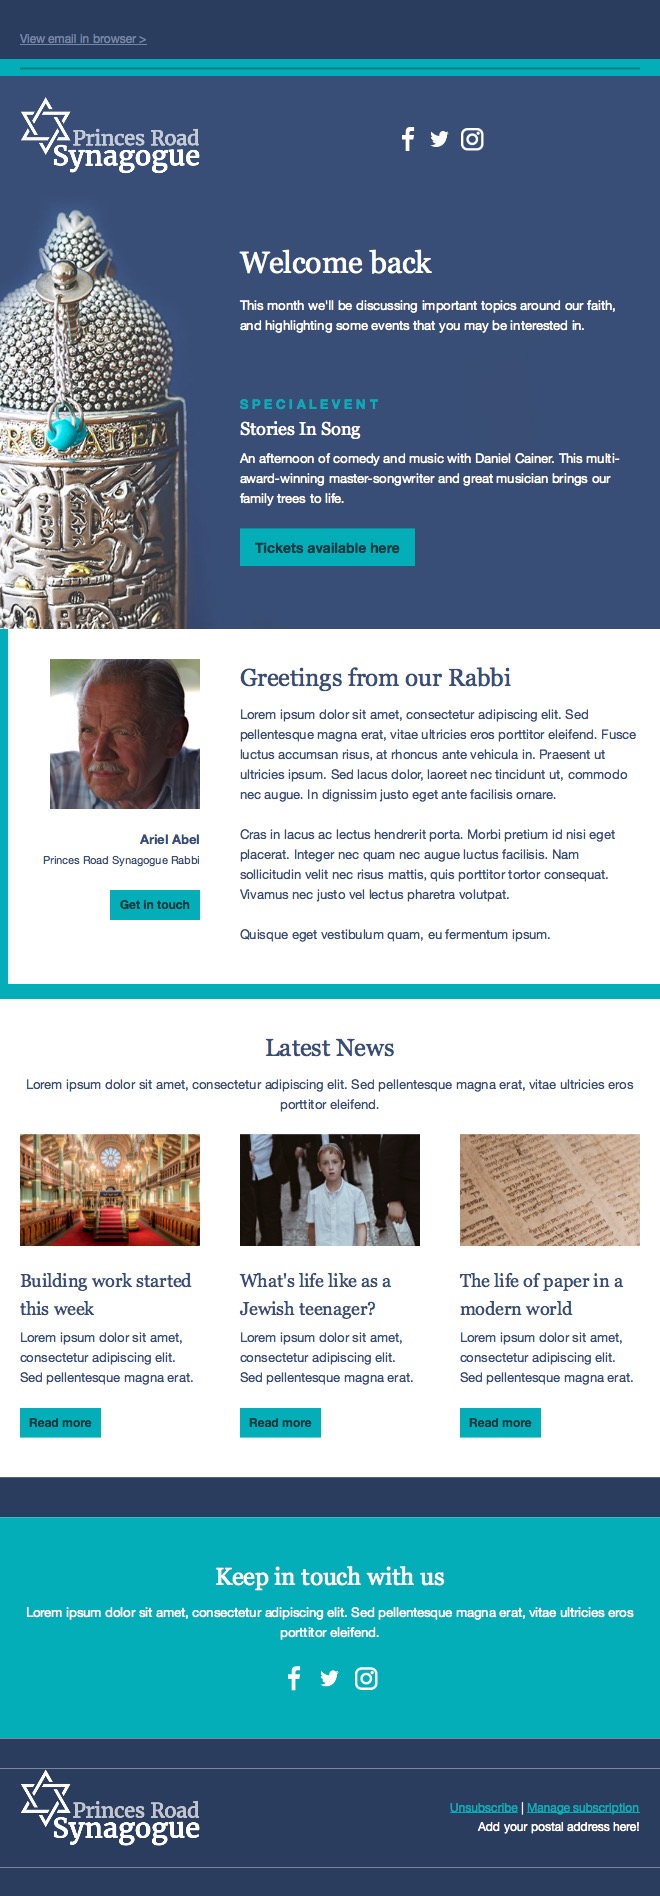 View email in browser >
Princes Road
Synagogue
Welcome back
This month we'll be discussing important topics around our faith,
and highlighting some events that you may be interested in.
SPECIALEVENT
Stories In Song
An afternoon of comedy and music with Daniel Cainer. This multi-
award-winning master-songwriter and great musician brings our
family trees to life.
Tickets available here
Greetings from our Rabbi
Lorem ipsum dolor sit amet, consectetur adipiscing elit. Sed
pellentesque magna erat, vitae ultricies eros porttitor eleifend. Fusce
luctus accumsan risus, at rhoncus ante vehicula in. Praesent ut
ultricies ipsum. Sed lacus dolor, laoreet nec tincidunt ut, commodo
nec augue. In dignissim justo eget ante facilisis ornare.
Cras in lacus ac lectus hendrerit porta. Morbi pretium id nisi eget
placerat. Integer nec quam nec augue luctus facilisis. Nam
sollicitudin velit nec risus mattis, quis porttitor tortor consequat.
Vivamus nec justo vel lectus pharetra volutpat.
Quisque eget vestibulum quam, eu fermentum ipsum.
Ariel Abel
Princes Road Synagogue Rabbi
Get in touch
Latest News
Lorem ipsum dolor sit amet, consectetur adipiscing elit. Sed pellentesque magna erat, vitae ultricies eros
porttitor eleifend.
Building work started
this week
Lorem ipsum dolor sit amet,
consectetur adipiscing elit.
Sed pellentesque magna erat.
Read more
What's life like as a
Jewish teenager?
Lorem ipsum dolor sit amet,
consectetur adipiscing elit.
Sed pellentesque magna erat.
Read more
The life of paper in a
modern world
Lorem ipsum dolor sit amet,
consectetur adipiscing elit.
Sed pellentesque magna erat.
Read more
Keep in touch with us
Lorem ipsum dolor sit amet, consectetur adipiscing elit. Sed pellentesque magna erat, vitae ultricies eros
porttitor eleifend.
Princes Road
Synagogue
Unsubscribe | Manage subscription
Add your postal address here!